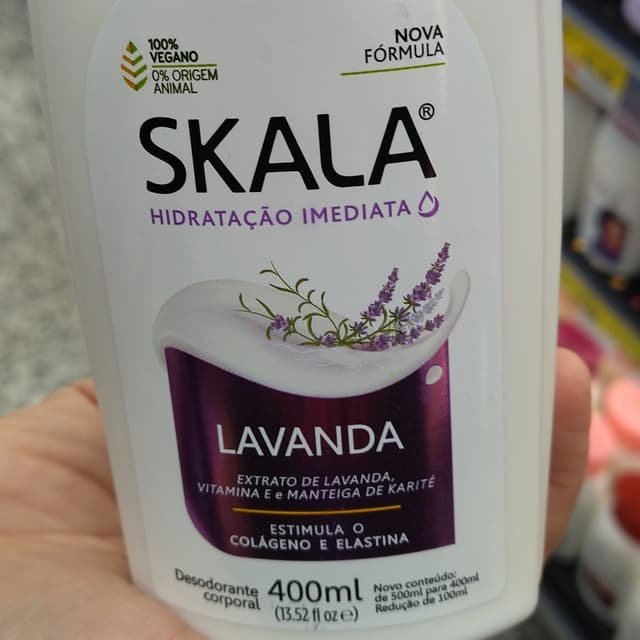 100%
VEGANO
0% ORIGEM
ANIMAL
NOVA
FÓRMULA
SKALA®
HIDRATAÇÃO IMEDIATA
LAVANDA
EXTRATO DE LAVANDA,
VITAMINA E e MANTEIGA DE KARITÉ
ESTIMULA O
COLÁGENO E ELASTINA
Desodorante
corporal
400ml
(13.52 fl oz e)
Novo conteúdo:
de 500ml para 400ml
Redução de 100ml